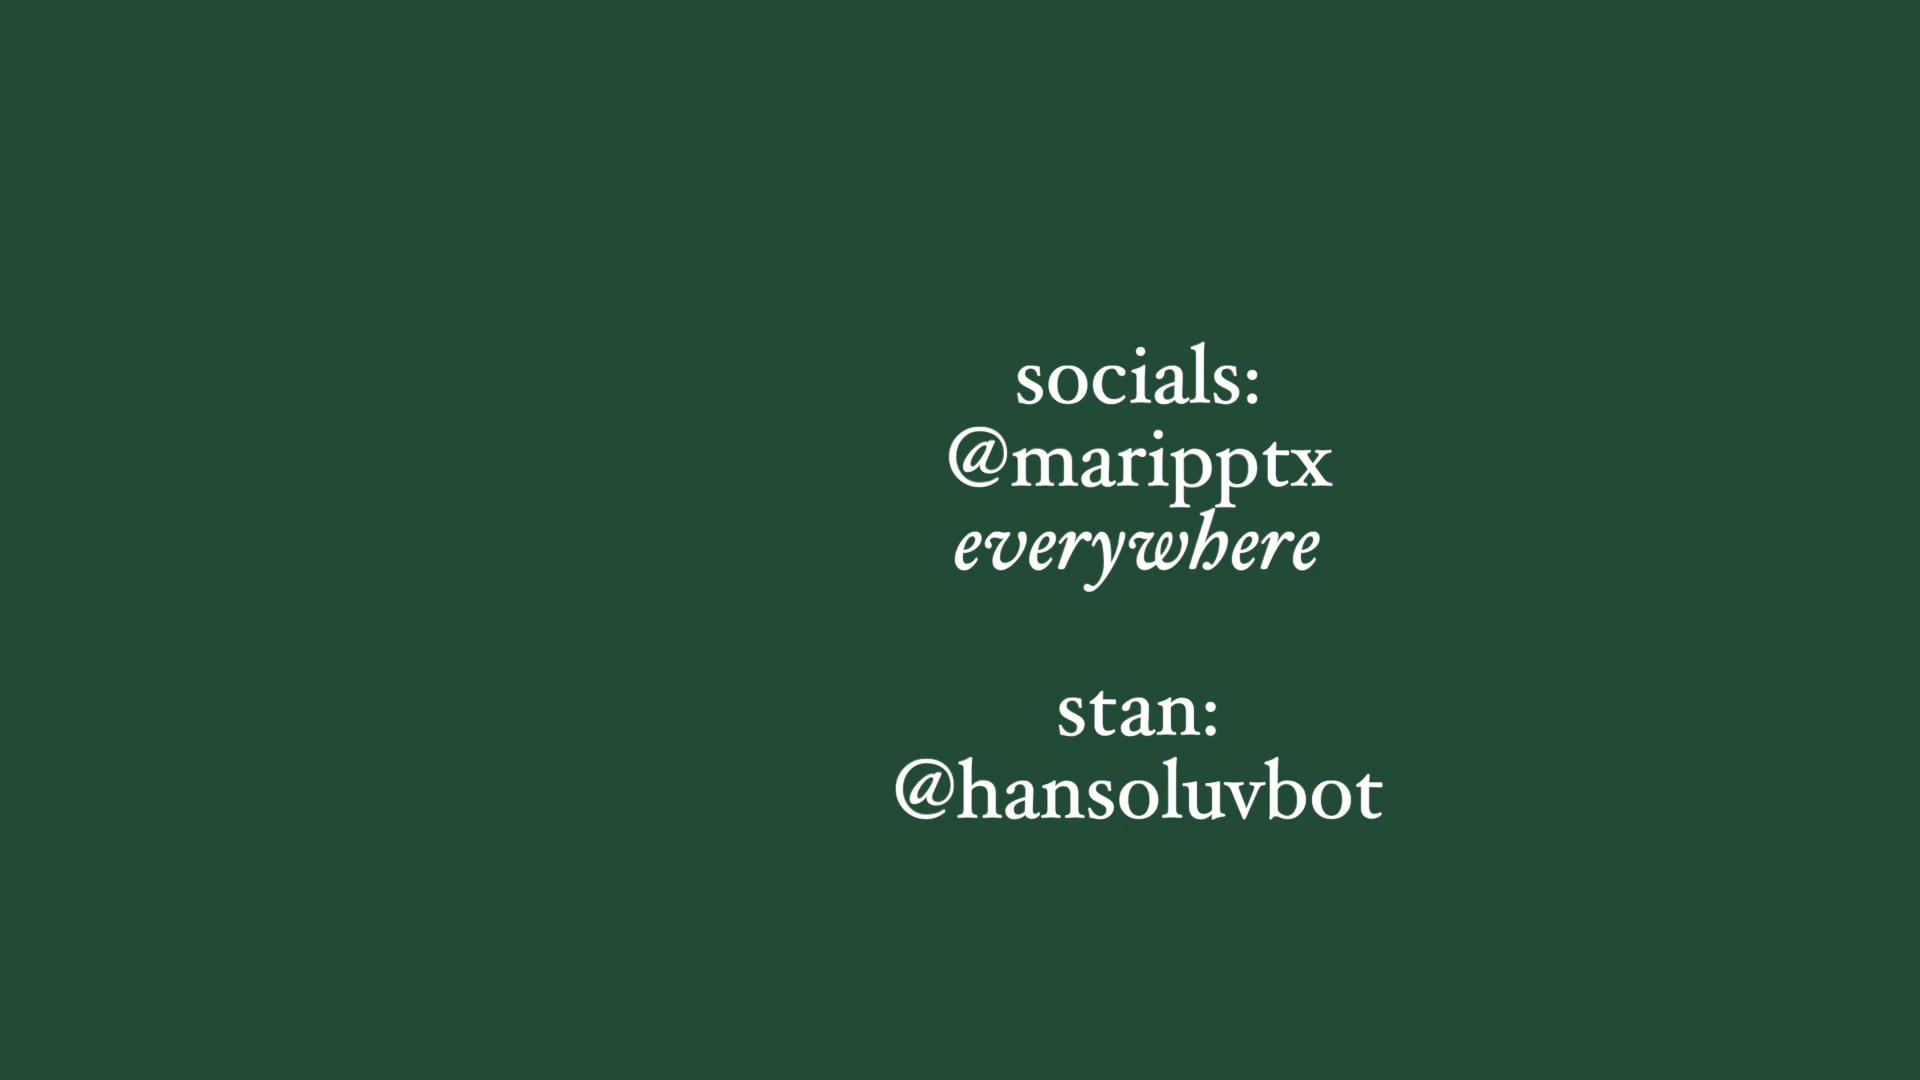 socials:
@maripptx
everywhere
stan:
@hansoluvbot